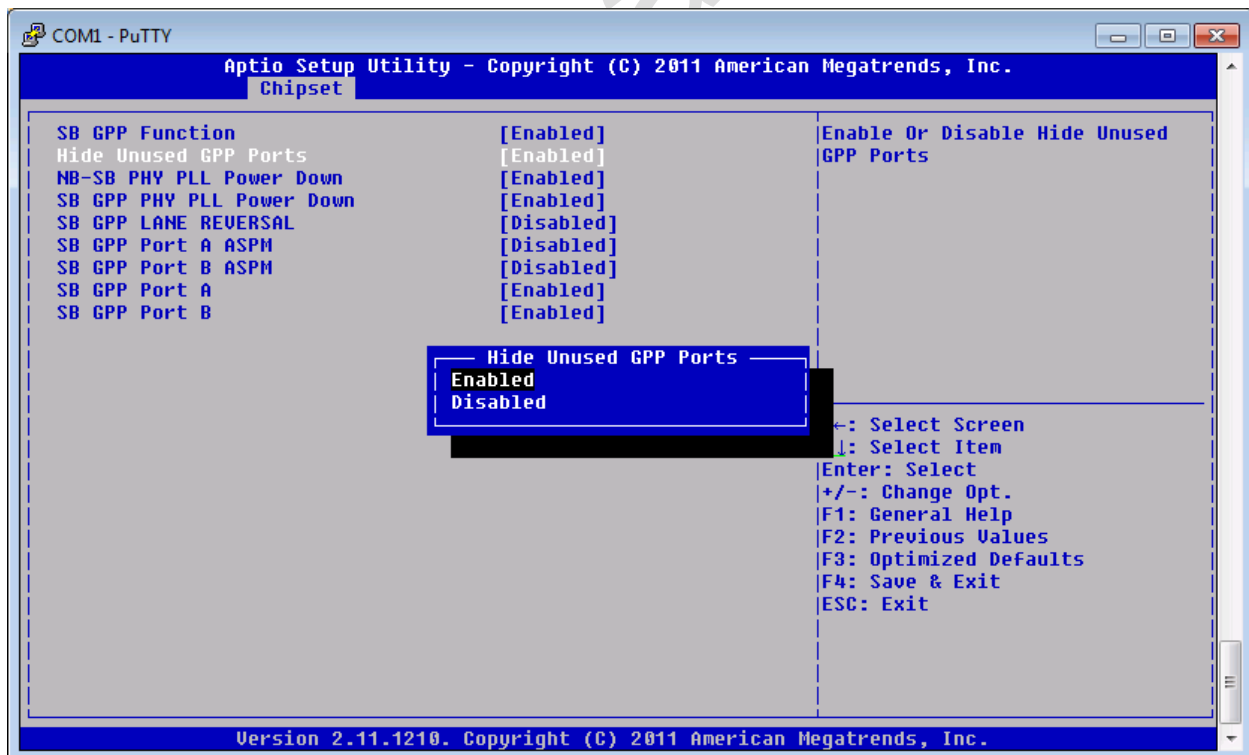 COM1 - PuTTY
Aptio Setup Utility - Copyright (C) 2011 American Megatrends, Inc.
Chipset
SB GPP Function [Enabled]
Hide Unused GPP Ports [Enabled]
NB-SB PHY PLL Power Down [Enabled]
SB GPP PHY PLL Power Down [Enabled]
SB GPP LANE REVERSAL [Disabled]
SB GPP Port A ASPM [Disabled]
SB GPP Port B ASPM [Disabled]
SB GPP Port A [Enabled]
SB GPP Port B [Enabled]
Enable Or Disable Hide Unused
GPP Ports
Hide Unused GPP Ports
Enabled
Disabled
←: Select Screen
↓: Select Item
Enter: Select
+/-: Change Opt.
F1: General Help
F2: Previous Values
F3: Optimized Defaults
F4: Save & Exit
ESC: Exit
Version 2.11.1210. Copyright (C) 2011 American Megatrends, Inc.